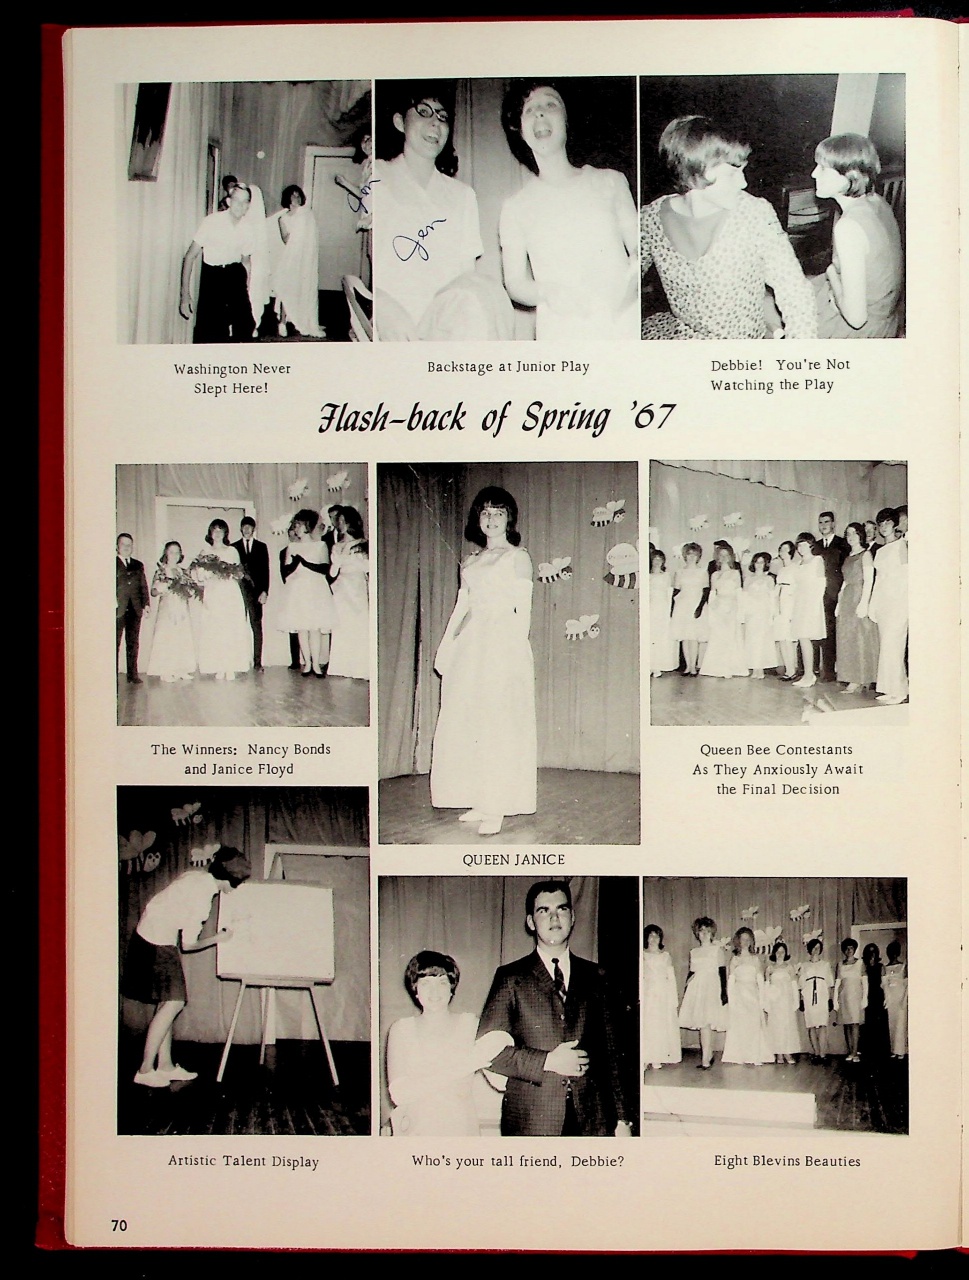 Jon
Jen
Washington Never
Slept Here!
Backstage at Junior Play
Debbie! You're Not
Watching the Play
Flash-back of Spring '67
The Winners: Nancy Bonds
and Janice Floyd
QUEEN JANICE
Queen Bee Contestants
As They Anxiously Await
the Final Decision
Artistic Talent Display
Who's your tall friend, Debbie?
Eight Blevins Beauties
70